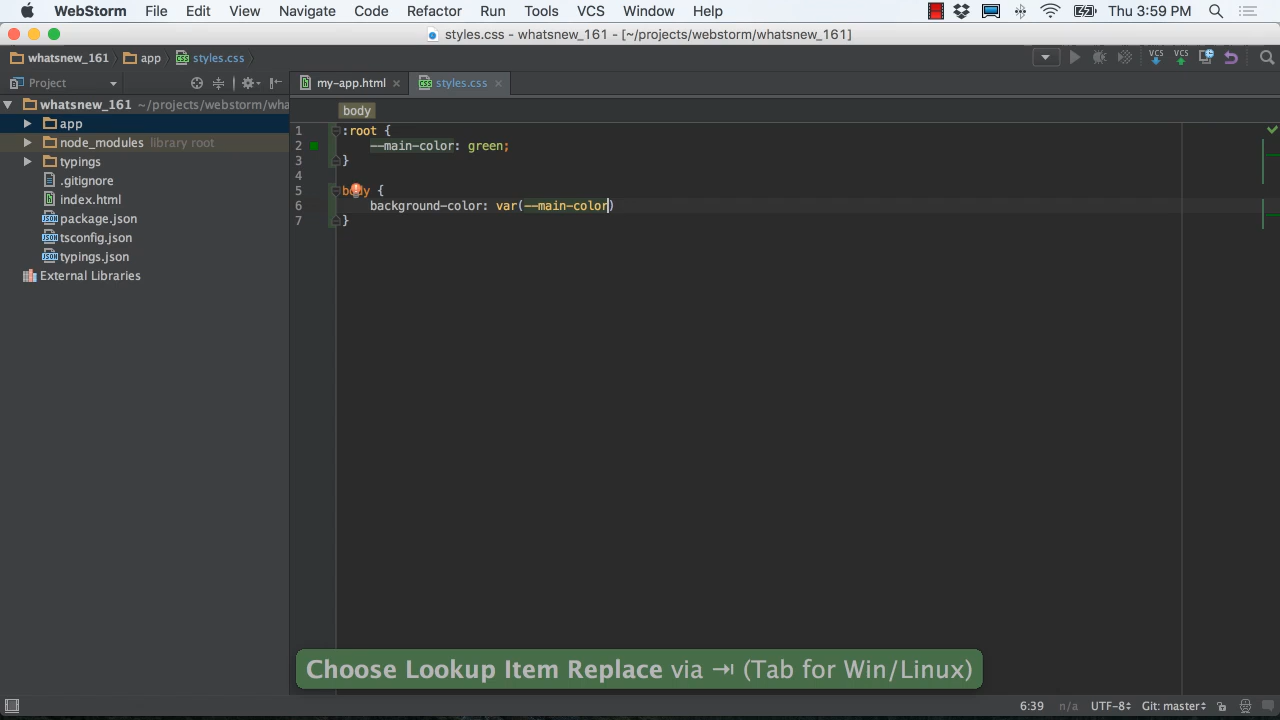 WebStorm File Edit View Navigate Code Refactor Run Tools VCS Window Help Thu 3:59 PM
styles.css - whatsnew_161 - [~/projects/webstorm/whatsnew_161]
whatsnew_161 app styles.css VCS VCS
Project my-app.html styles.css
whatsnew_161 ~/projects/webstorm/wha
app
node_modules library root
typings
.gitignore
index.html
package.json
tsconfig.json
typings.json
External Libraries
body
1 :root {
2 --main-color: green;
3 }
4
5 body {
6 background-color: var(--main-color)
7 }
Choose Lookup Item Replace via ⇥ (Tab for Win/Linux)
6:39 n/a UTF-8 Git: master